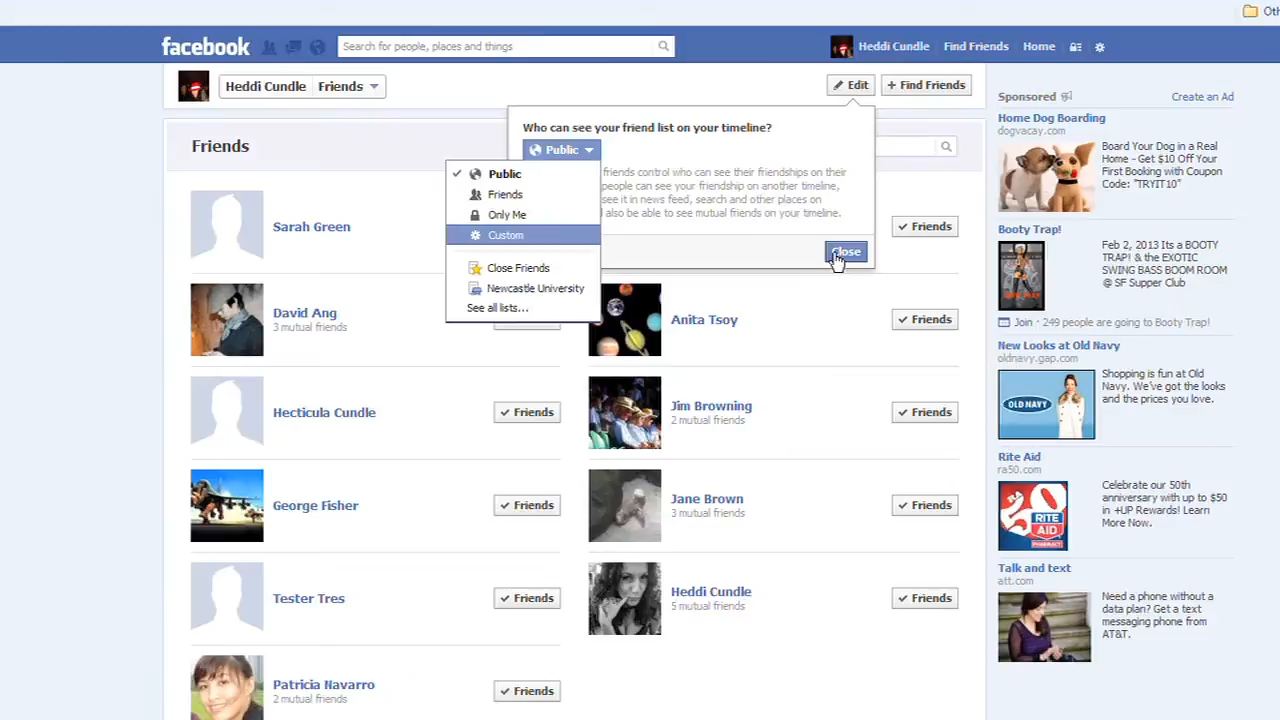 Oth
facebook
Search for people, places and things
Heddi Cundle
Find Friends
Home
Heddi Cundle
Friends
Edit
+ Find Friends
Who can see your friend list on your timeline?
Public
friends control who can see their friendships on their
people can see your friendship on another timeline,
see it in news feed, search and other places on
also be able to see mutual friends on your timeline.
Close
Public
Friends
Only Me
Custom
Close Friends
Newcastle University
See all lists...
Friends
Sarah Green
Friends
David Ang
3 mutual friends
Anita Tsoy
Friends
Hecticula Cundle
Friends
Jim Browning
2 mutual friends
Friends
George Fisher
Friends
Jane Brown
3 mutual friends
Friends
Tester Tres
Friends
Heddi Cundle
5 mutual friends
Friends
Patricia Navarro
2 mutual friends
Friends
Sponsored
Create an Ad
Home Dog Boarding
dogvacay.com
Board Your Dog in a Real
Home - Get $10 Off Your
First Booking with Coupon
Code: "TRYIT10"
Booty Trap!
Feb 2, 2013 Its a BOOTY
TRAP! & the EXOTIC
SWING BASS BOOM ROOM
@ SF Supper Club
Join · 249 people are going to Booty Trap!
New Looks at Old Navy
oldnavy.gap.com
OLD NAVY
Shopping is fun at Old
Navy. We've got the looks
and the prices you love.
Rite Aid
ra50.com
RITE
AID
PHARMACY
Celebrate our 50th
anniversary with up to $50
in +UP Rewards! Learn
More Now.
Talk and text
att.com
Need a phone without a
data plan? Get a text
messaging phone from
AT&T.